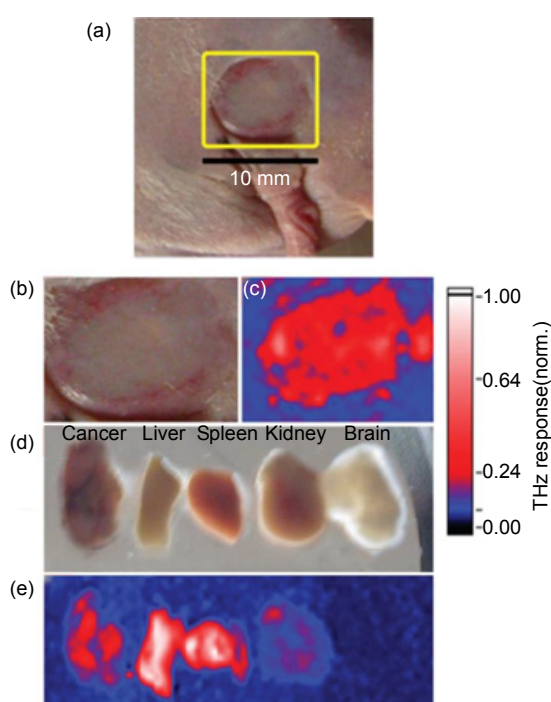 (a)
10 mm
(b)
(c)
1.00
0.64
0.24
0.00
THz response(norm.)
(d)
Cancer Liver Spleen Kidney Brain
(e)